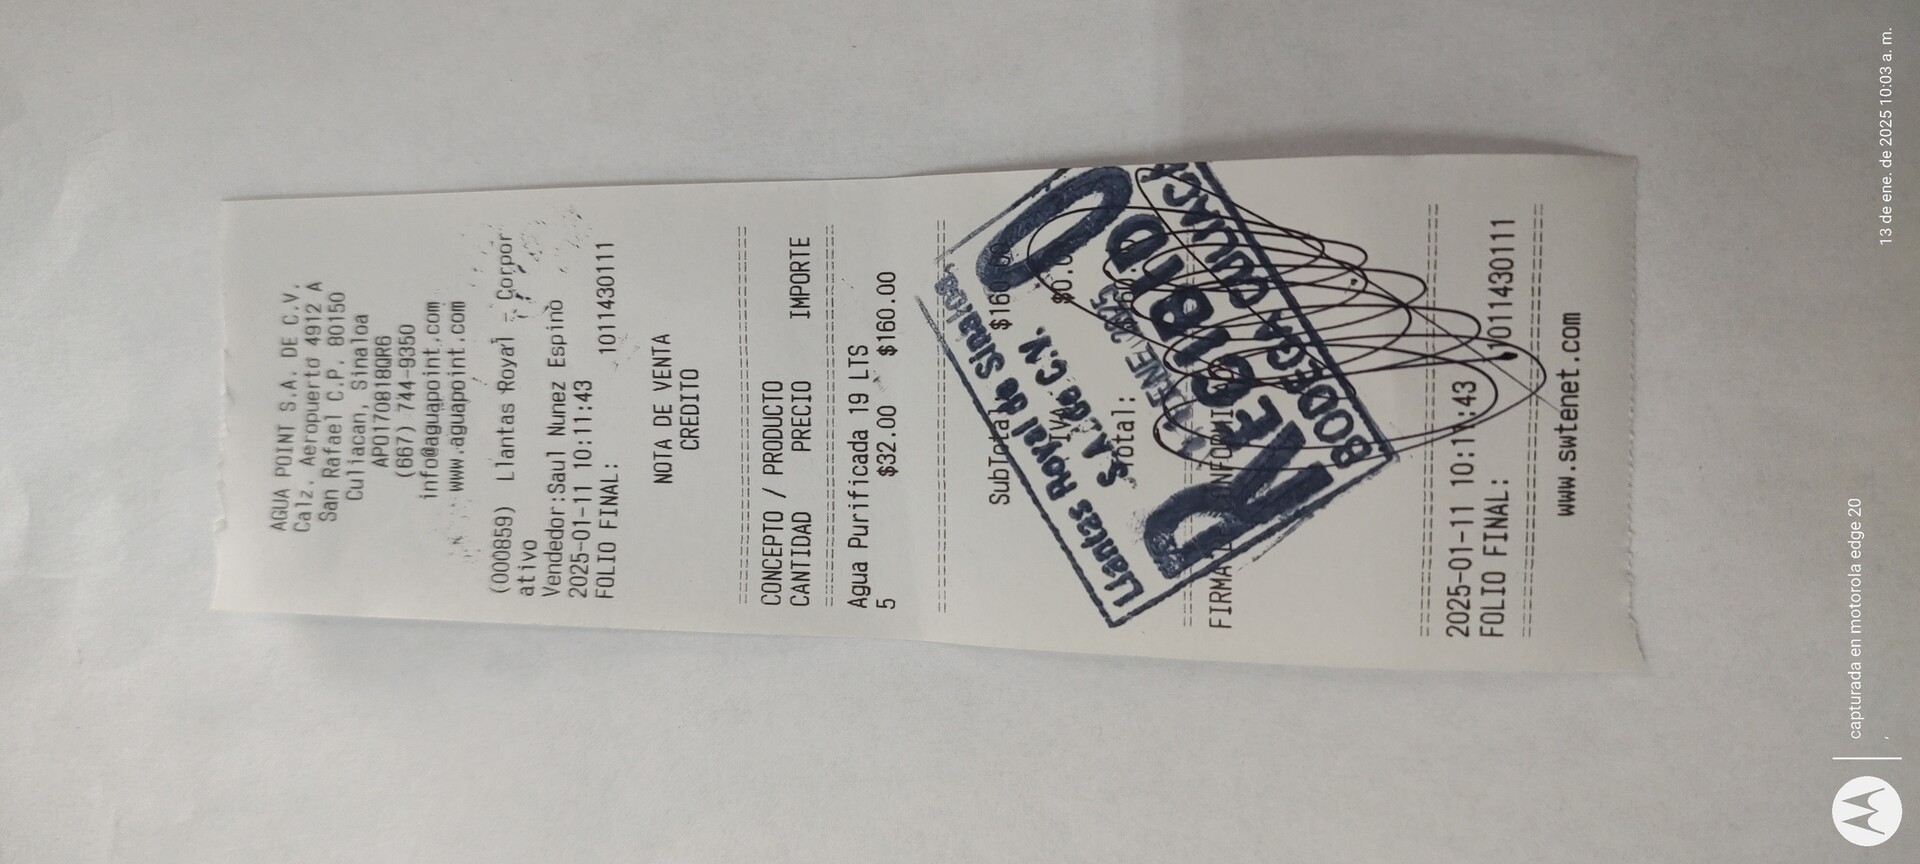 AGUA POINT S.A. DE C.V.
Calz. Aeropuerto 4912 A
San Rafael C.P. 80150
Culiacan, Sinaloa
APO170818QR6
(667) 744-9350
info@aguapoint.com
www.aguapoint.com
(000859) Llantas Royal - Corpor
ativo
Vendedor:Saul Nunez Espino
2025-01-11 10:11:43
FOLIO FINAL: 1011430111
NOTA DE VENTA
CREDITO
CONCEPTO / PRODUCTO
CANTIDAD PRECIO IMPORTE
Agua Purificada 19 LTS
5 $32.00 $160.00
SubTotal $160.00
IVA $0.0
Total:
Llantas Royal de Sinaloa,
S.A. de C.V.
ENE 2025
RECIBIDO
BODEGA
FIRMA
2025-01-11 10:11:43
FOLIO FINAL: 1011430111
www.swtenet.com
capturada en motorola edge 20
13 de ene. de 2025 10:03 a. m.